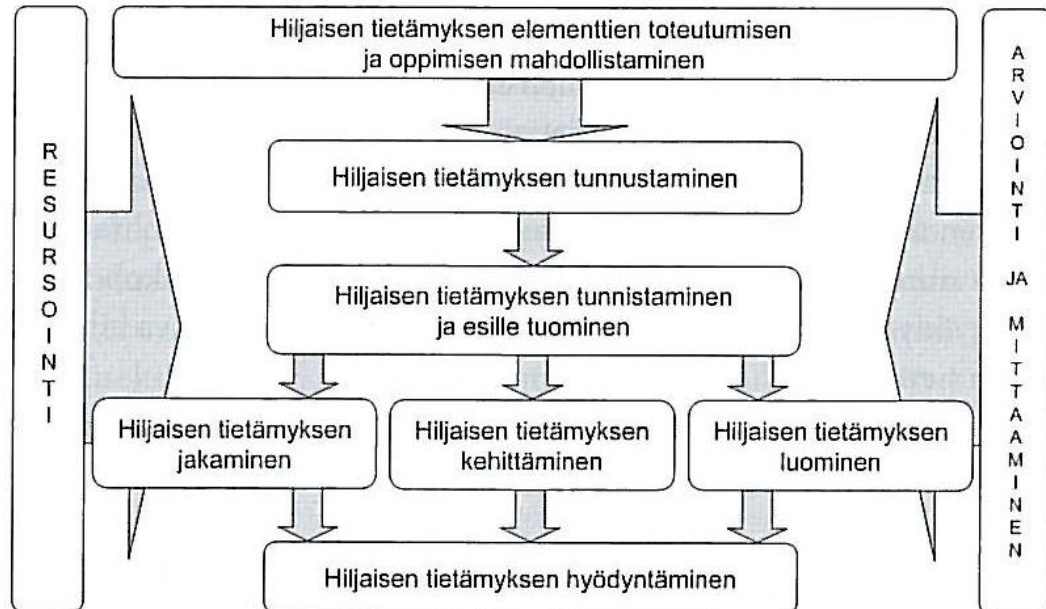 Hiljaisen tietämyksen elementtien toteutumisen
ja oppimisen mahdollistaminen
RESURSOINTI
ARVIOINTI JA MITTAAMINEN
Hiljaisen tietämyksen tunnustaminen
Hiljaisen tietämyksen tunnistaminen
ja esille tuominen
Hiljaisen tietämyksen
jakaminen
Hiljaisen tietämyksen
kehittäminen
Hiljaisen tietämyksen
luominen
Hiljaisen tietämyksen hyödyntäminen